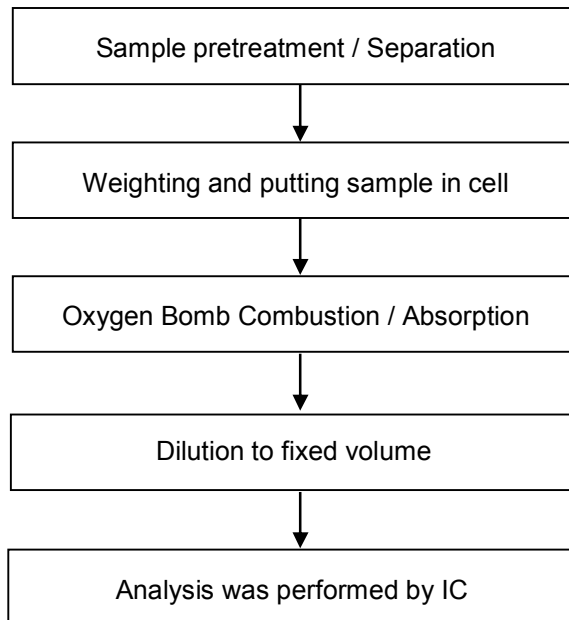 Sample pretreatment / Separation
Weighting and putting sample in cell
Oxygen Bomb Combustion / Absorption
Dilution to fixed volume
Analysis was performed by IC